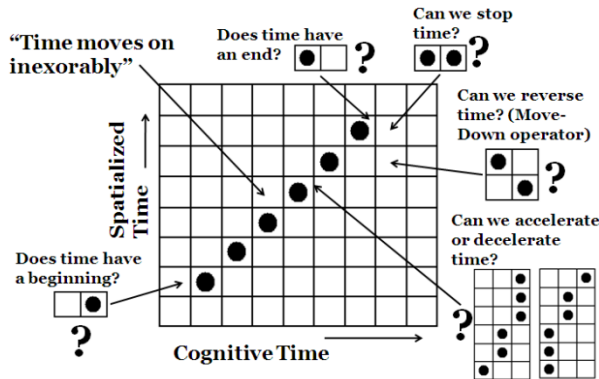 “Time moves on
inexorably”
Does time have
an end?
?
Can we stop
time?
?
Can we reverse
time? (Move-
Down operator)
?
Can we accelerate
or decelerate
time?
?
Does time have
a beginning?
?
Spatialized
Time
Cognitive Time